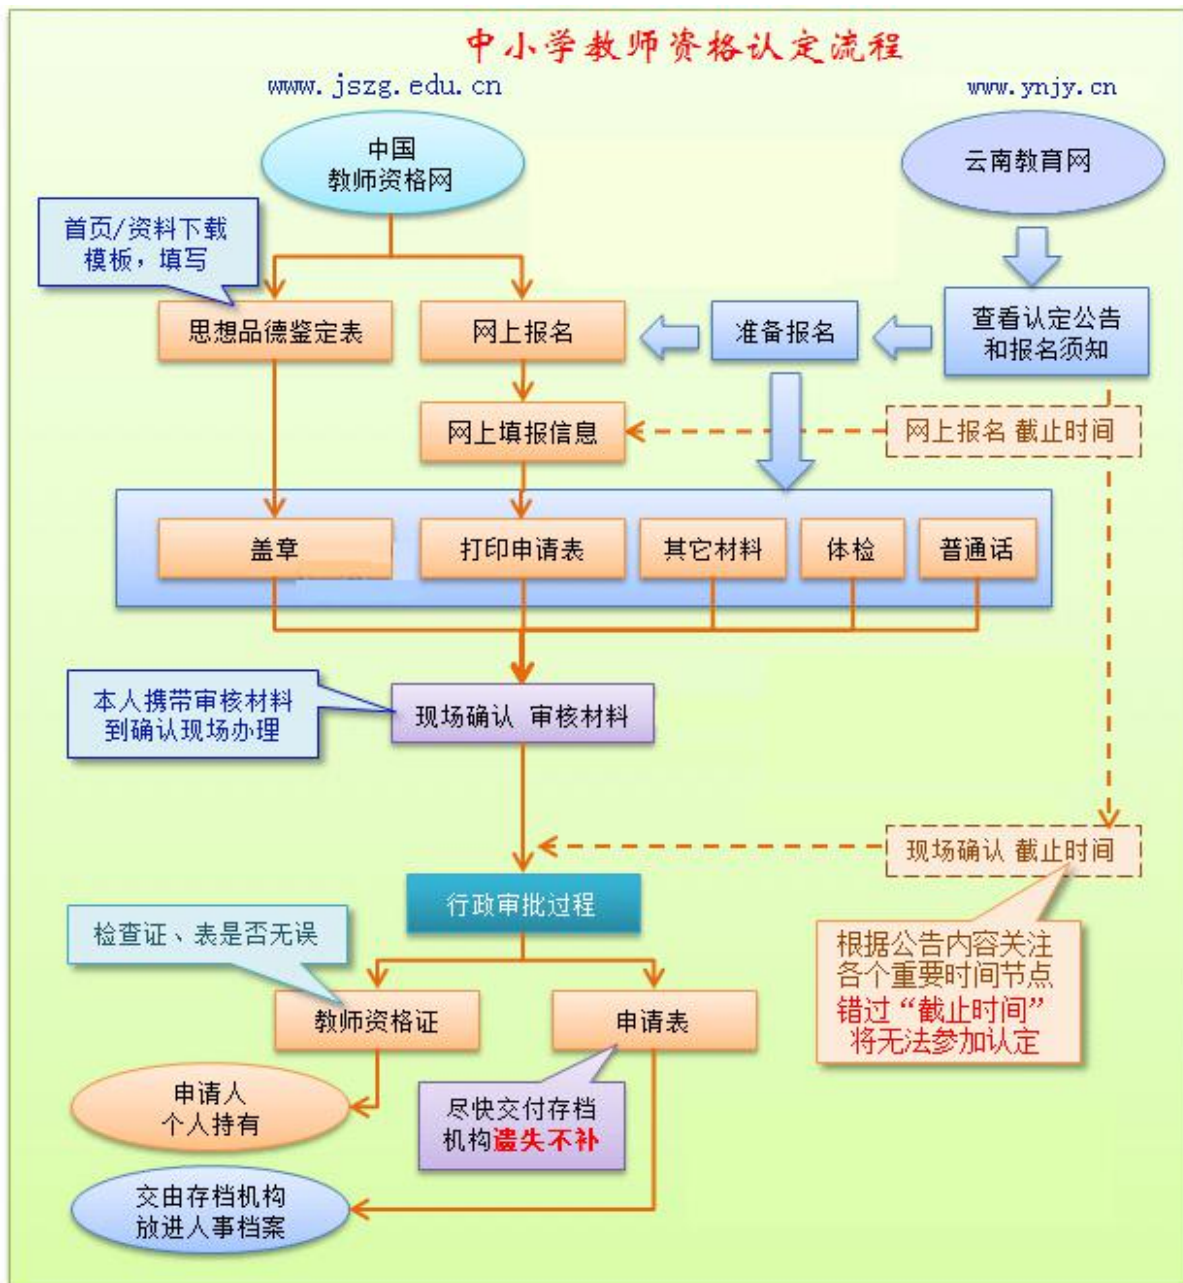 中小学教师资格认定流程
www.jszg.edu.cn
www.ynjy.cn
中国
教师资格网
云南教育网
首页/资料下载
模板，填写
思想品德鉴定表
网上报名
准备报名
查看认定公告
和报名须知
网上填报信息
网上报名 截止时间
盖章
打印申请表
其它材料
体检
普通话
本人携带审核材料
到确认现场办理
现场确认 审核材料
现场确认 截止时间
行政审批过程
检查证、表是否无误
根据公告内容关注
各个重要时间节点
错过“截止时间”
将无法参加认定
教师资格证
申请表
申请人
个人持有
尽快交付存档
机构遗失不补
交由存档机构
放进人事档案